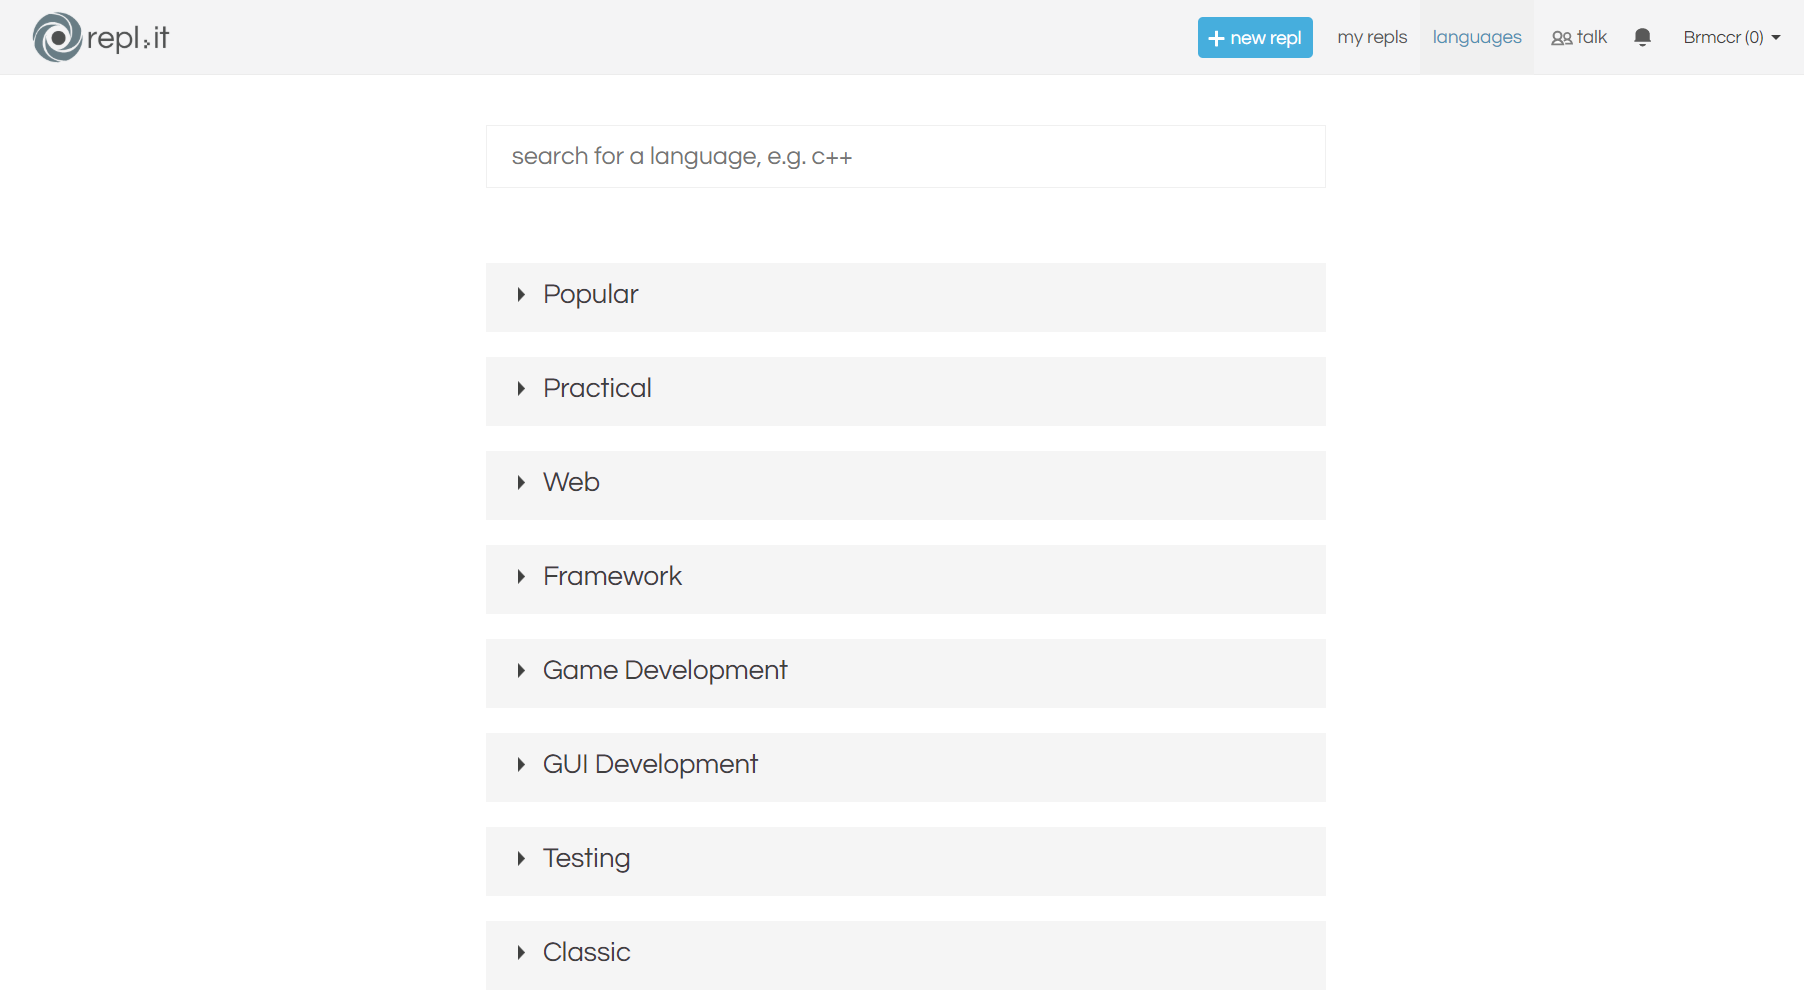 repl.it
+ new repl
my repls
languages
talk
Brmccr (0)
search for a language, e.g. c++
Popular
Practical
Web
Framework
Game Development
GUI Development
Testing
Classic